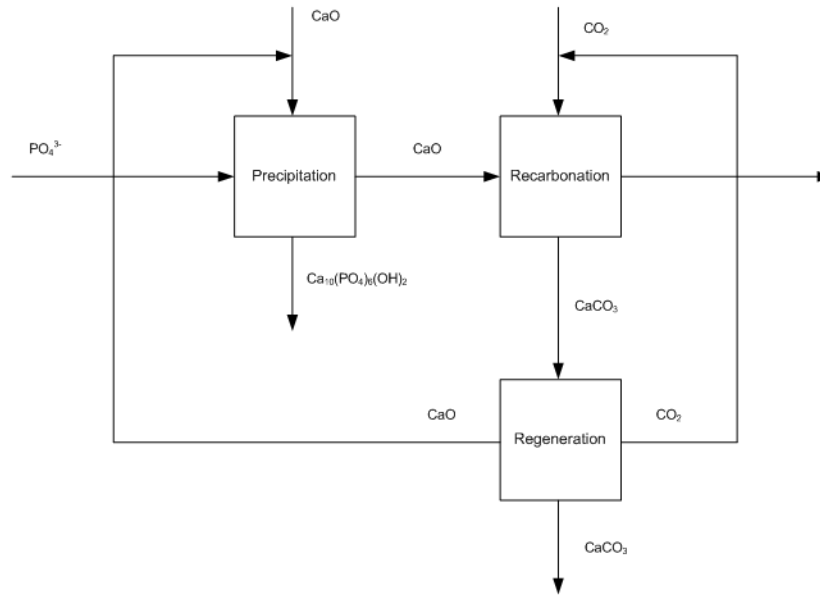 CaO
CO₂
PO₄³⁻
Precipitation
CaO
Recarbonation
Ca₁₀(PO₄)₆(OH)₂
CaCO₃
CaO
Regeneration
CO₂
CaCO₃